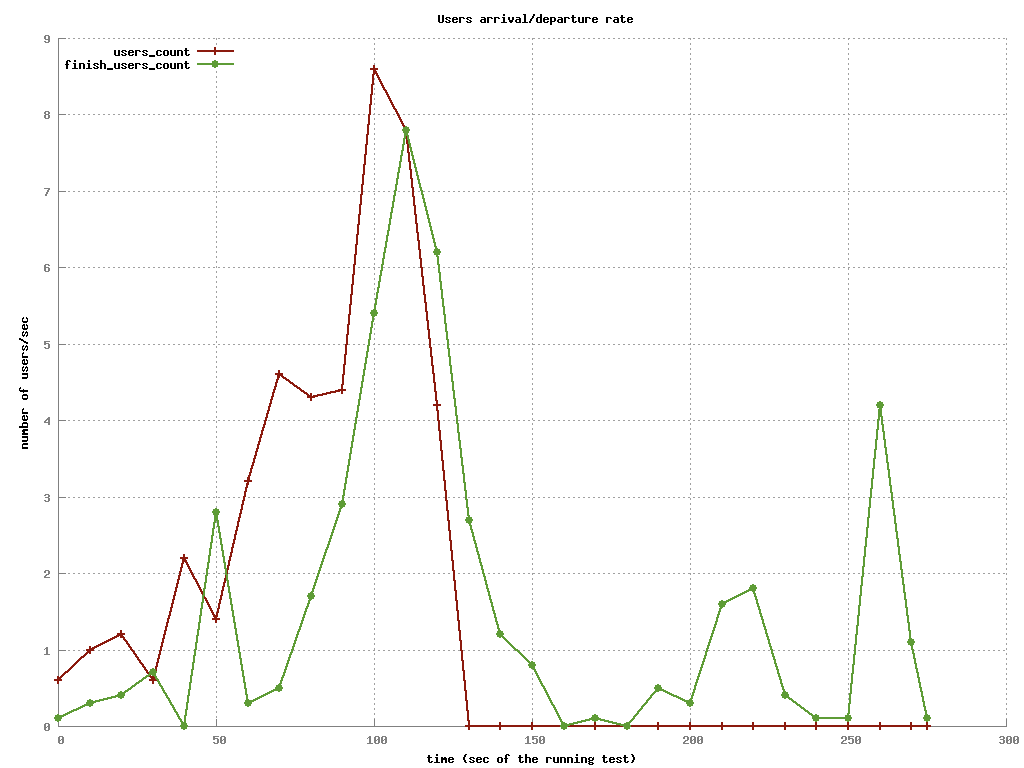 Users arrival/departure rate
users_count
finish_users_count
9
8
7
6
5
4
3
2
1
0
number of users/sec
0 50 100 150 200 250 300
time (sec of the running test)